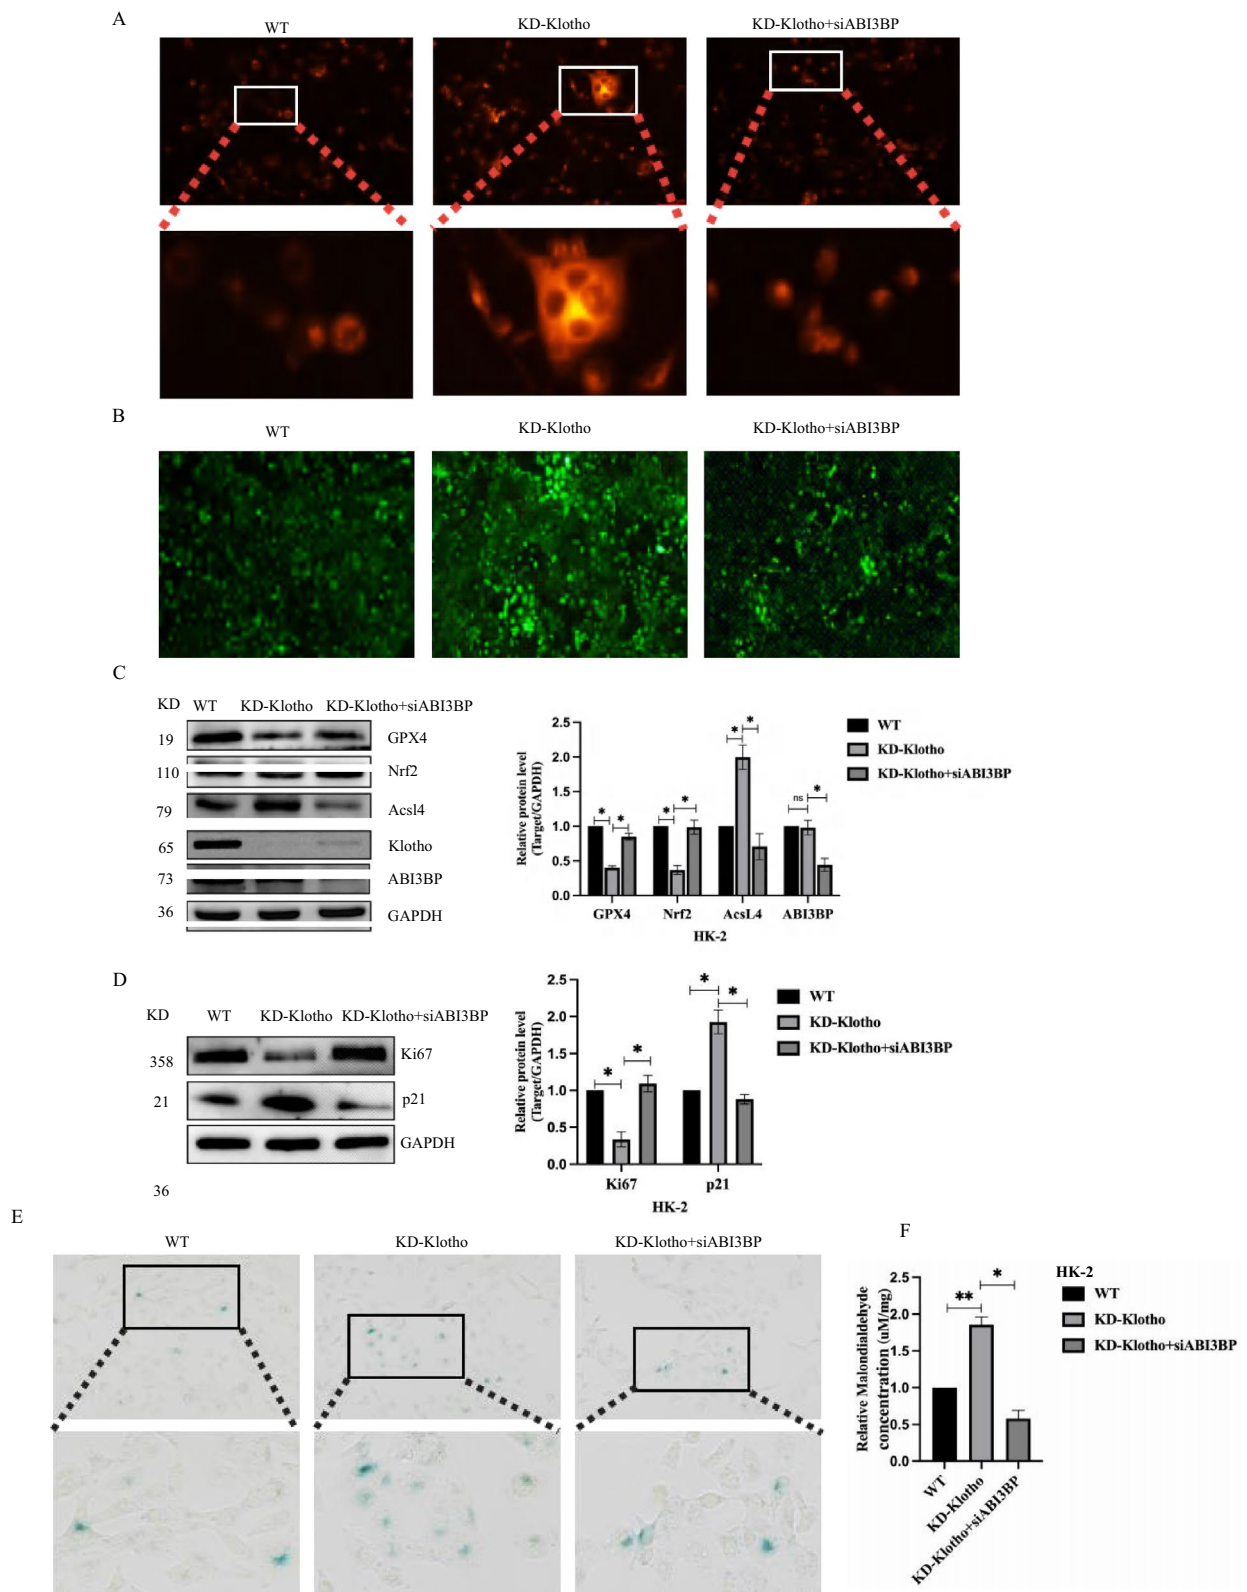 A
WT
KD-Klotho
KD-Klotho+siABI3BP
B
WT
KD-Klotho
KD-Klotho+siABI3BP
C
KD WT KD-Klotho KD-Klotho+siABI3BP
19 GPX4
110 Nrf2
79 Acsl4
65 Klotho
73 ABI3BP
36 GAPDH
Relative protein level
(Target/GAPDH)
2.5
2.0
1.5
1.0
0.5
0.0
* * * * * * ns *
GPX4 Nrf2 AcsL4 ABI3BP
HK-2
WT
KD-Klotho
KD-Klotho+siABI3BP
D
KD WT KD-Klotho KD-Klotho+siABI3BP
358 Ki67
21 p21
GAPDH
36
Relative protein level
(Target/GAPDH)
2.5
2.0
1.5
1.0
0.5
0.0
* * * *
Ki67 p21
HK-2
WT
KD-Klotho
KD-Klotho+siABI3BP
E
WT
KD-Klotho
KD-Klotho+siABI3BP
F
Relative Malondialdehyde
concentration (uM/mg)
2.5
2.0
1.5
1.0
0.5
0.0
** *
WT
KD-Klotho
KD-Klotho+siABI3BP
HK-2
WT
KD-Klotho
KD-Klotho+siABI3BP